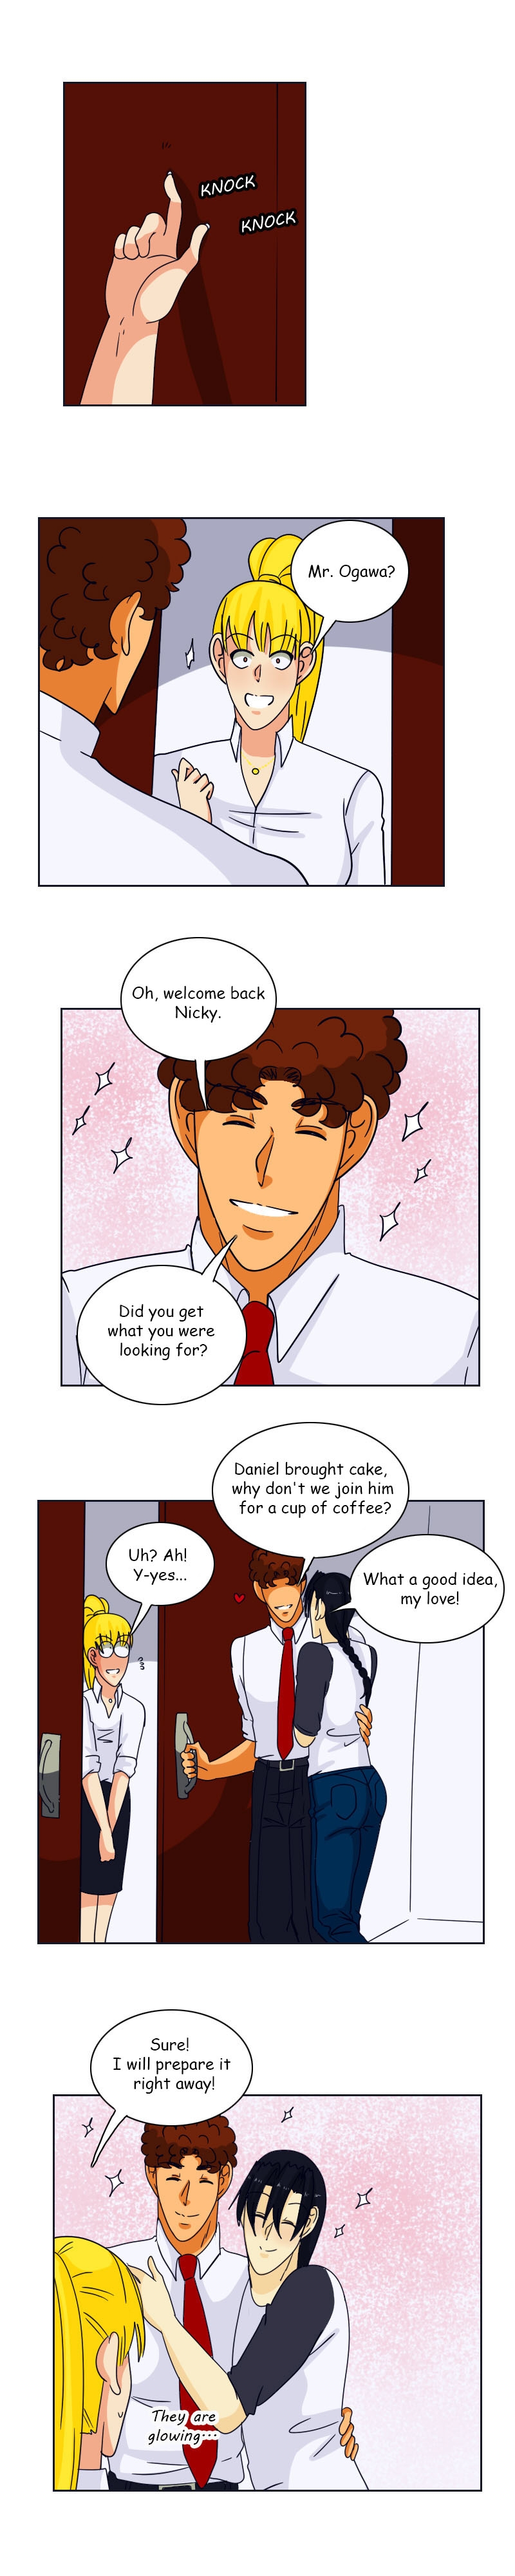 KNOCK
KNOCK
Mr. Ogawa?
Oh, welcome back
Nicky.
Did you get
what you were
looking for?
Daniel brought cake,
why don't we join him
for a cup of coffee?
Uh? Ah!
Y-yes...
What a good idea,
my love!
Sure!
I will prepare it
right away!
They are
glowing...